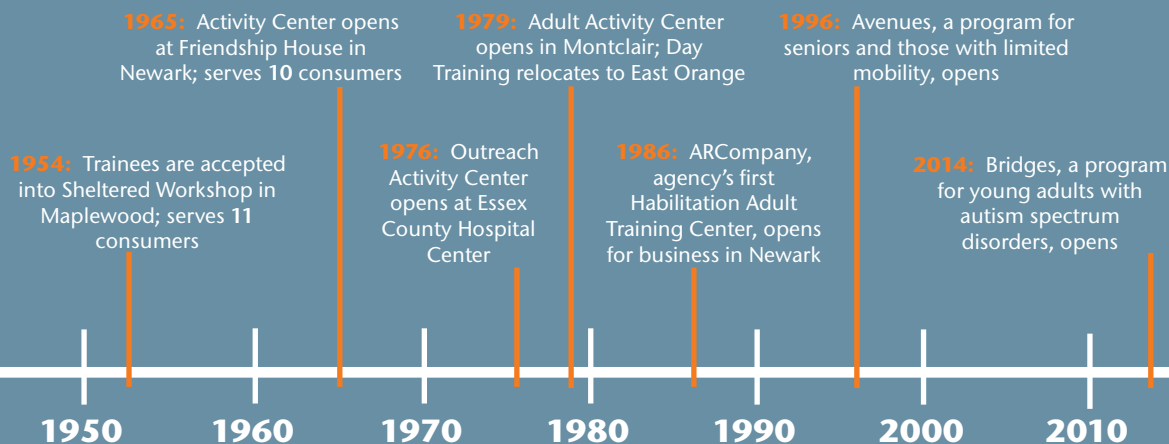 1965: Activity Center opens
at Friendship House in
Newark; serves 10 consumers
1979: Adult Activity Center
opens in Montclair; Day
Training relocates to East Orange
1996: Avenues, a program for
seniors and those with limited
mobility, opens
1954: Trainees are accepted
into Sheltered Workshop in
Maplewood; serves 11
consumers
1976: Outreach
Activity Center
opens at Essex
County Hospital
Center
1986: ARCompany,
agency’s first
Habilitation Adult
Training Center, opens
for business in Newark
2014: Bridges, a program
for young adults with
autism spectrum
disorders, opens
1950 1960 1970 1980 1990 2000 2010